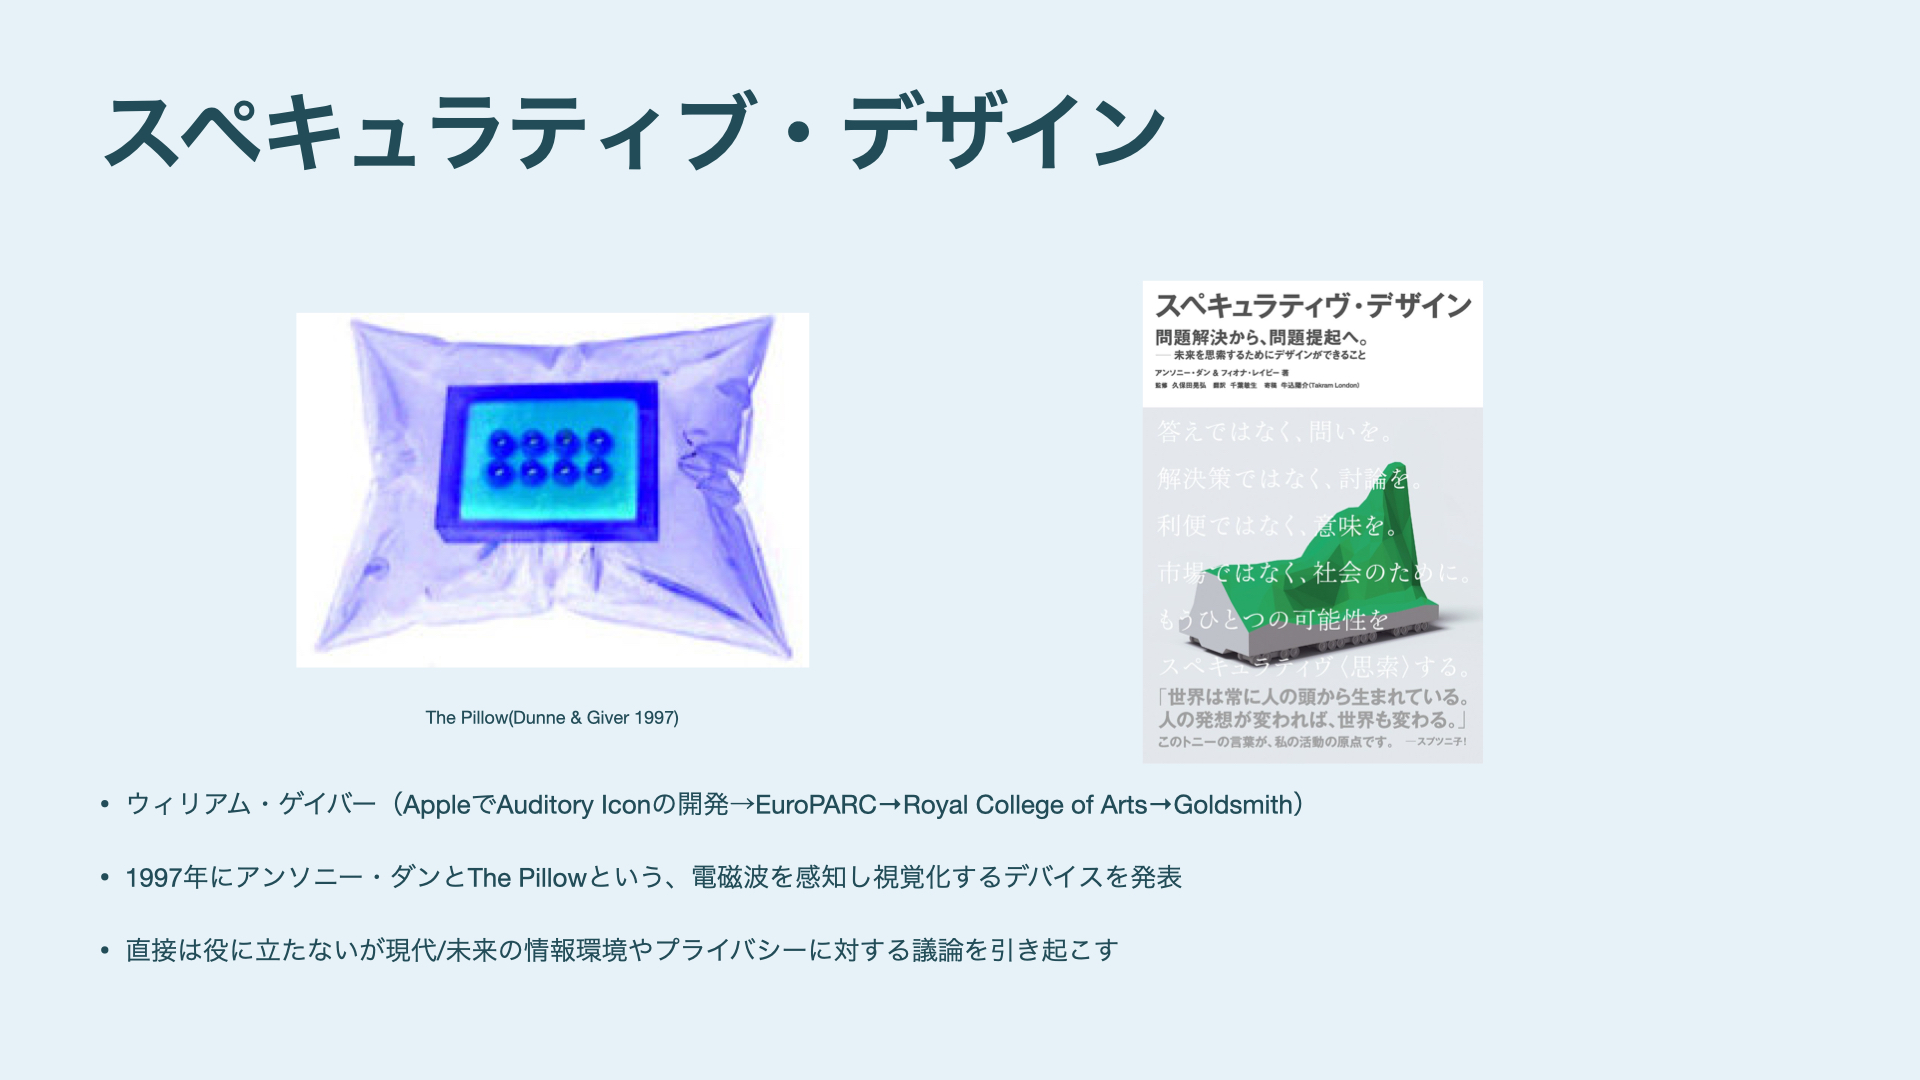 スペキュラティブ・デザイン
スペキュラティヴ・デザイン
問題解決から、問題提起へ。
— 未来を思索するためにデザインができること
アンソニー・ダン & フィオナ・レイビー 著
監修 久保田晃弘 翻訳 千葉敏生 寄稿 牛込陽介(Takram London)
答えではなく、問いを。
解決策ではなく、討論を。
利便ではなく、意味を。
市場ではなく、社会のために。
もうひとつの可能性を
スペキュラティヴ〈思索〉する。
「世界は常に人の頭から生まれている。
人の発想が変われば、世界も変わる。」
このトニーの言葉が、私の活動の原点です。 —スプツニ子!
The Pillow(Dunne & Giver 1997)
• ウィリアム・ゲイバー（AppleでAuditory Iconの開発→EuroPARC→Royal College of Arts→Goldsmith）
• 1997年にアンソニー・ダンとThe Pillowという、電磁波を感知し視覚化するデバイスを発表
• 直接は役に立たないが現代/未来の情報環境やプライバシーに対する議論を引き起こす